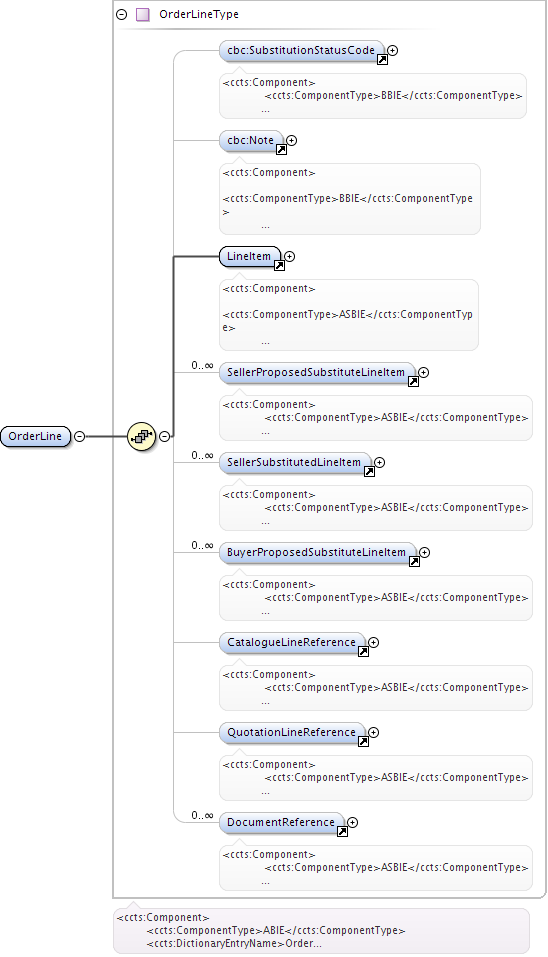 OrderLineType
cbc:SubstitutionStatusCode
<ccts:Component>
<ccts:ComponentType>BBIE</ccts:ComponentType>
...
cbc:Note
<ccts:Component>
<ccts:ComponentType>BBIE</ccts:ComponentType
>
...
LineItem
<ccts:Component>
<ccts:ComponentType>ASBIE</ccts:ComponentTyp
e>
...
0..∞
SellerProposedSubstituteLineItem
<ccts:Component>
<ccts:ComponentType>ASBIE</ccts:ComponentType>
...
OrderLine
0..∞
SellerSubstitutedLineItem
<ccts:Component>
<ccts:ComponentType>ASBIE</ccts:ComponentType>
...
0..∞
BuyerProposedSubstituteLineItem
<ccts:Component>
<ccts:ComponentType>ASBIE</ccts:ComponentType>
...
CatalogueLineReference
<ccts:Component>
<ccts:ComponentType>ASBIE</ccts:ComponentType>
...
QuotationLineReference
<ccts:Component>
<ccts:ComponentType>ASBIE</ccts:ComponentType>
...
0..∞
DocumentReference
<ccts:Component>
<ccts:ComponentType>ASBIE</ccts:ComponentType>
...
<ccts:Component>
<ccts:ComponentType>ABIE</ccts:ComponentType>
<ccts:DictionaryEntryName>Order...